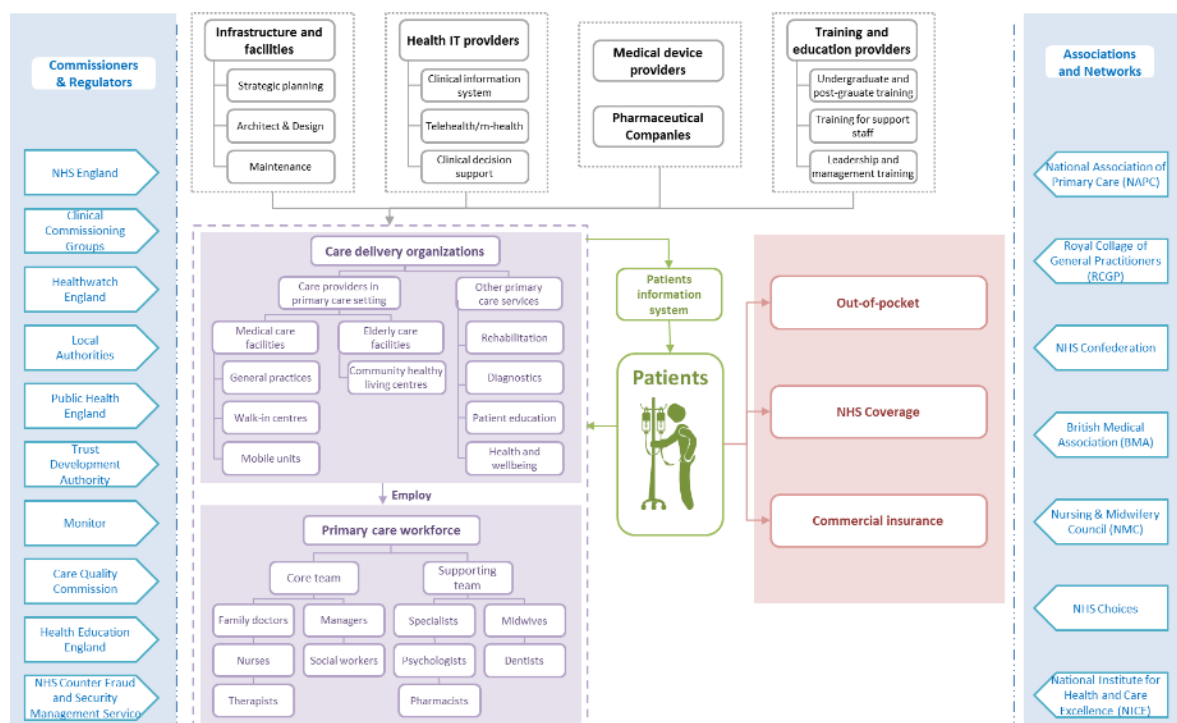 Commissioners
& Regulators
NHS England
Clinical
Commissioning
Groups
Healthwatch
England
Local
Authorities
Public Health
England
Trust
Development
Authority
Monitor
Care Quality
Commission
Health Education
England
NHS Counter Fraud
and Security
Management Service
Infrastructure and
facilities
Strategic planning
Architect & Design
Maintenance
Health IT providers
Clinical information
system
Telehealth/m-health
Clinical decision
support
Medical device
providers
Pharmaceutical
Companies
Training and
education providers
Undergraduate and
post-grauate training
Training for support
staff
Leadership and
management training
Care delivery organizations
Care providers in
primary care setting
Other primary
care services
Medical care
facilities
Elderly care
facilities
General practices
Walk-in centres
Mobile units
Community healthy
living centres
Rehabilitation
Diagnostics
Patient education
Health and
wellbeing
Employ
Primary care workforce
Core team
Supporting
team
Family doctors
Managers
Specialists
Midwives
Nurses
Social workers
Psychologists
Dentists
Therapists
Pharmacists
Patients
information
system
Patients
Out-of-pocket
NHS Coverage
Commercial insurance
Associations
and Networks
National Association of
Primary Care (NAPC)
Royal Collage of
General Practitioners
(RCGP)
NHS Confederation
British Medical
Association (BMA)
Nursing & Midwifery
Council (NMC)
NHS Choices
National Institute for
Health and Care
Excellence (NICE)